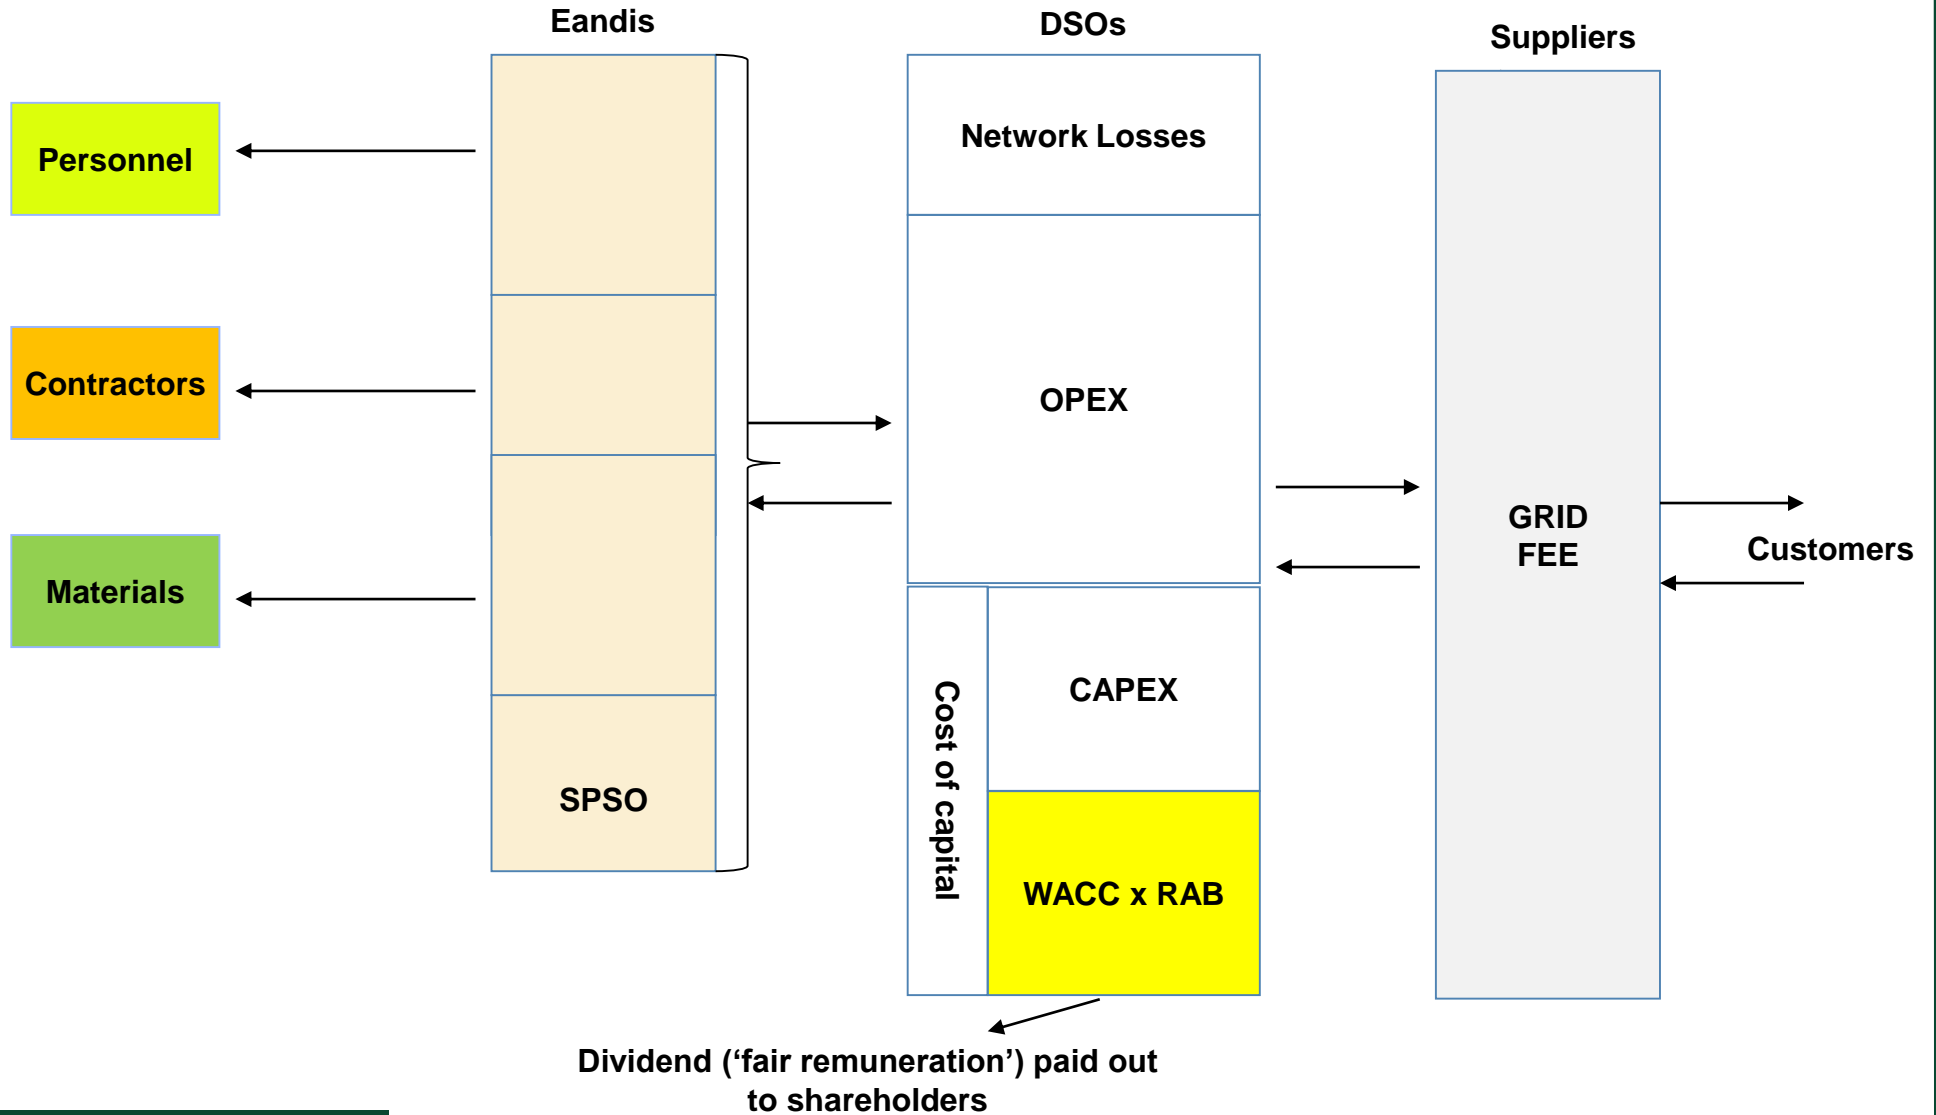 Eandis
DSOs
Suppliers
Personnel
Contractors
Materials
SPSO
Network Losses
OPEX
Cost of capital
CAPEX
WACC x RAB
GRID
FEE
Customers
Dividend (‘fair remuneration’) paid out
to shareholders